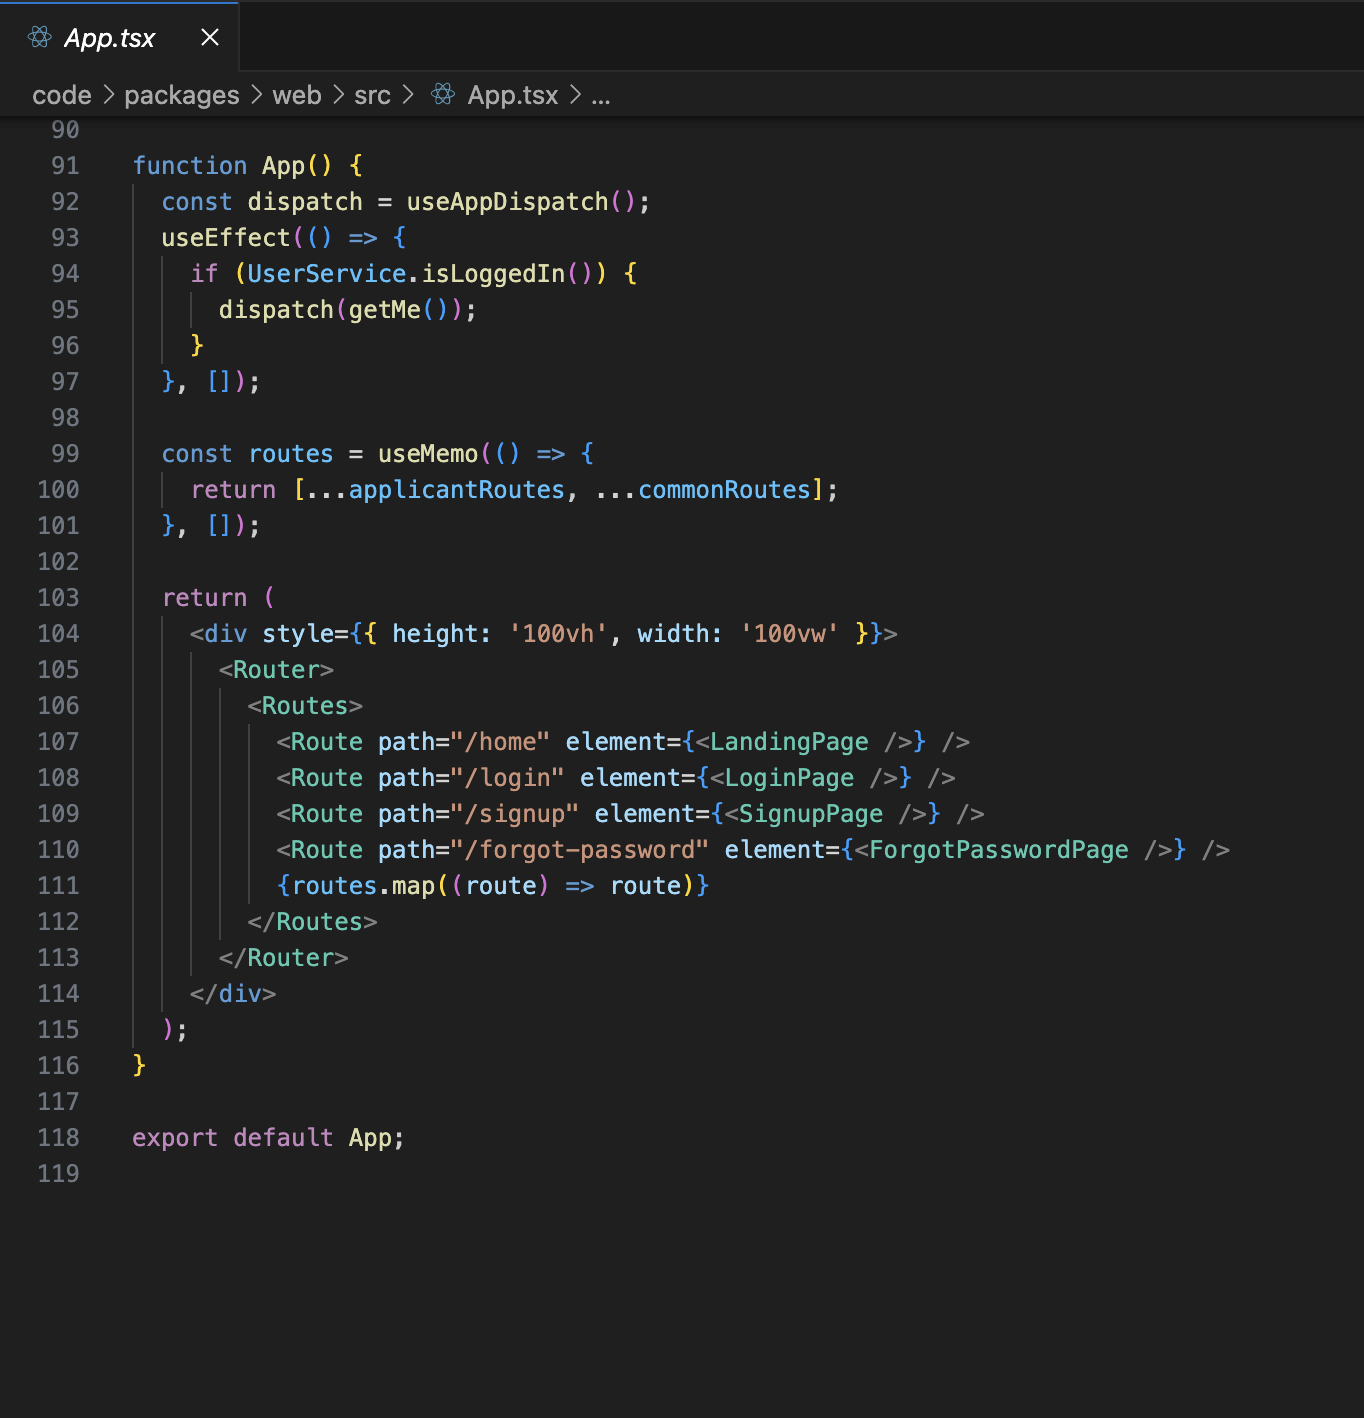 App.tsx
code > packages > web > src > App.tsx > ...
90
91 function App() {
92   const dispatch = useAppDispatch();
93   useEffect(() => {
94     if (UserService.isLoggedIn()) {
95       dispatch(getMe());
96     }
97   }, []);
98
99   const routes = useMemo(() => {
100     return [...applicantRoutes, ...commonRoutes];
101   }, []);
102
103   return (
104     <div style={{ height: '100vh', width: '100vw' }}>
105       <Router>
106         <Routes>
107           <Route path="/home" element={<LandingPage />} />
108           <Route path="/login" element={<LoginPage />} />
109           <Route path="/signup" element={<SignupPage />} />
110           <Route path="/forgot-password" element={<ForgotPasswordPage />} />
111           {routes.map((route) => route)}
112         </Routes>
113       </Router>
114     </div>
115   );
116 }
117
118 export default App;
119